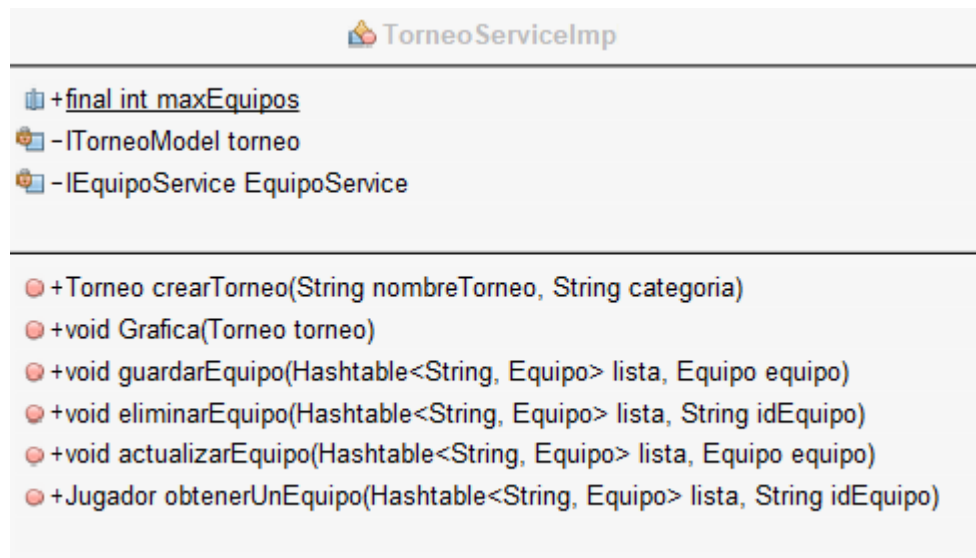 TorneoServiceImp
+final int maxEquipos
-ITorneoModel torneo
-IEquipoService EquipoService
+Torneo crearTorneo(String nombreTorneo, String categoria)
+void Grafica(Torneo torneo)
+void guardarEquipo(Hashtable<String, Equipo> lista, Equipo equipo)
+void eliminarEquipo(Hashtable<String, Equipo> lista, String idEquipo)
+void actualizarEquipo(Hashtable<String, Equipo> lista, Equipo equipo)
+Jugador obtenerUnEquipo(Hashtable<String, Equipo> lista, String idEquipo)